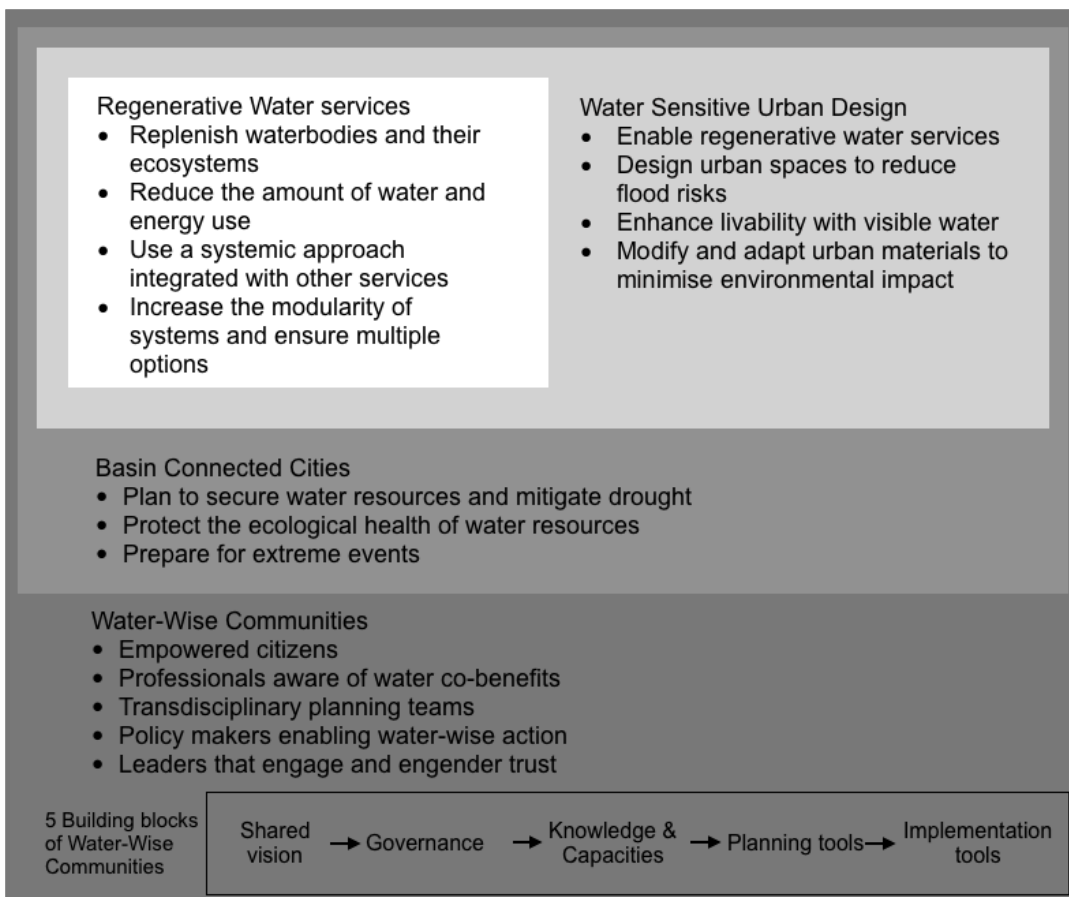 Regenerative Water services
• Replenish waterbodies and their
ecosystems
• Reduce the amount of water and
energy use
• Use a systemic approach
integrated with other services
• Increase the modularity of
systems and ensure multiple
options
Water Sensitive Urban Design
• Enable regenerative water services
• Design urban spaces to reduce
flood risks
• Enhance livability with visible water
• Modify and adapt urban materials to
minimise environmental impact
Basin Connected Cities
• Plan to secure water resources and mitigate drought
• Protect the ecological health of water resources
• Prepare for extreme events
Water-Wise Communities
• Empowered citizens
• Professionals aware of water co-benefits
• Transdisciplinary planning teams
• Policy makers enabling water-wise action
• Leaders that engage and engender trust
5 Building blocks
of Water-Wise
Communities
Shared
vision
Governance
Knowledge &
Capacities
Planning tools
Implementation
tools